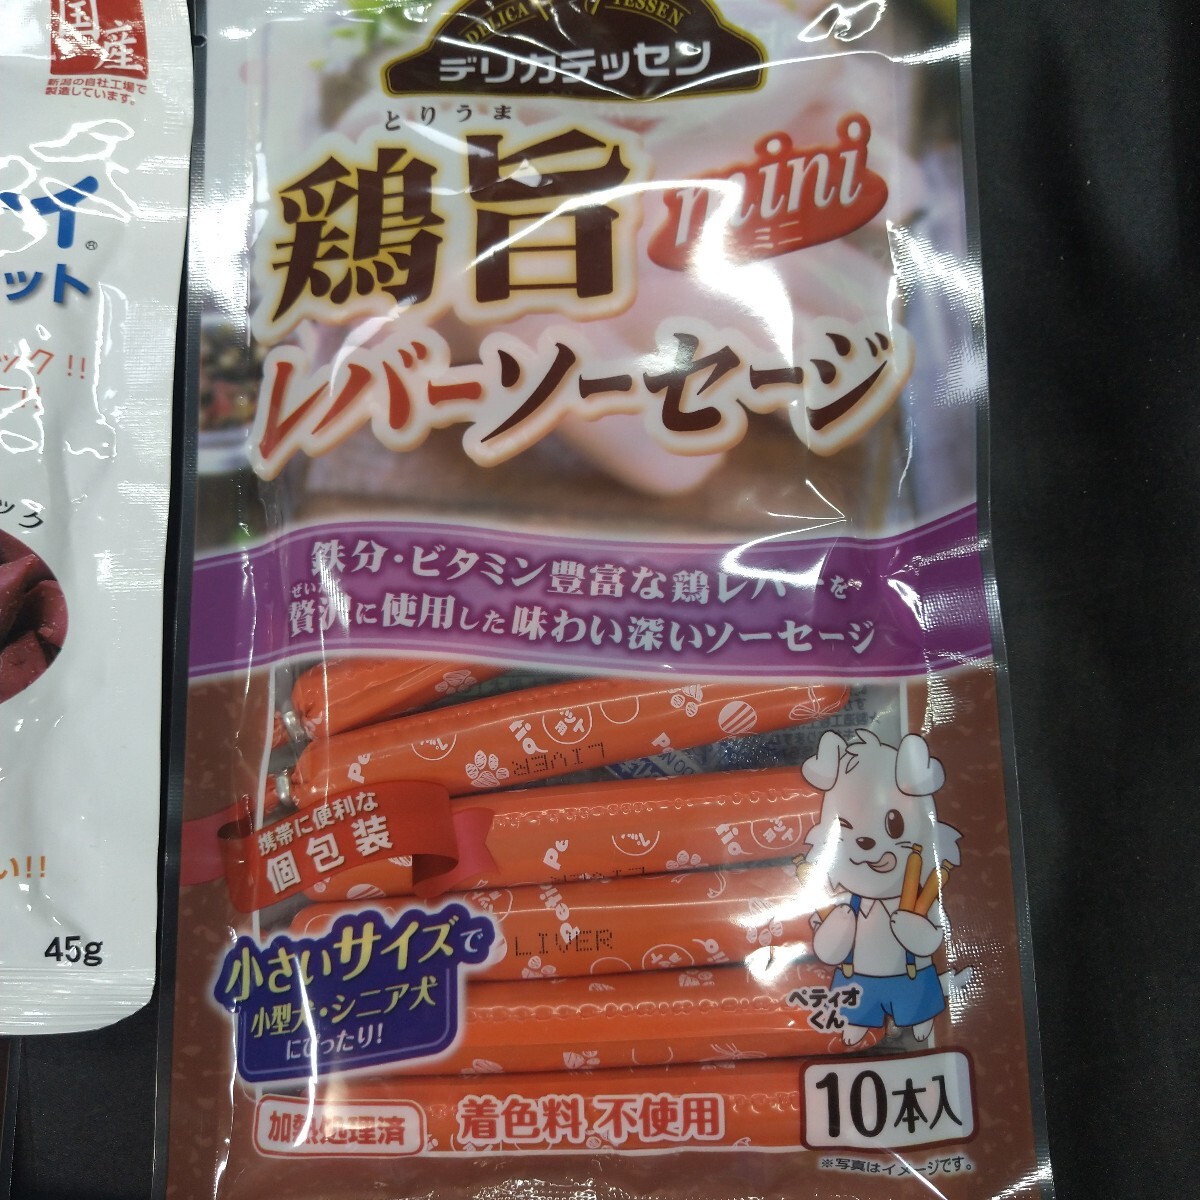 国産
新潟の自社工場で
製造しています。
イ®
ット
ック!!
ック
い!!
45g
DELICATESSEN
デリカテッセン
とりうま
鶏旨
mini
ミニ
レバーソーセージ
鉄分・ビタミン豊富な鶏レバーを
ぜいたく
贅沢に使用した味わい深いソーセージ
携帯に便利な
個包装
LIVER
LIVER
LIVER
小さいサイズで
小型犬・シニア犬
にぴったり!
ペティオ
くん
加熱処理済
着色料 不使用
10本入
※写真はイメージです。